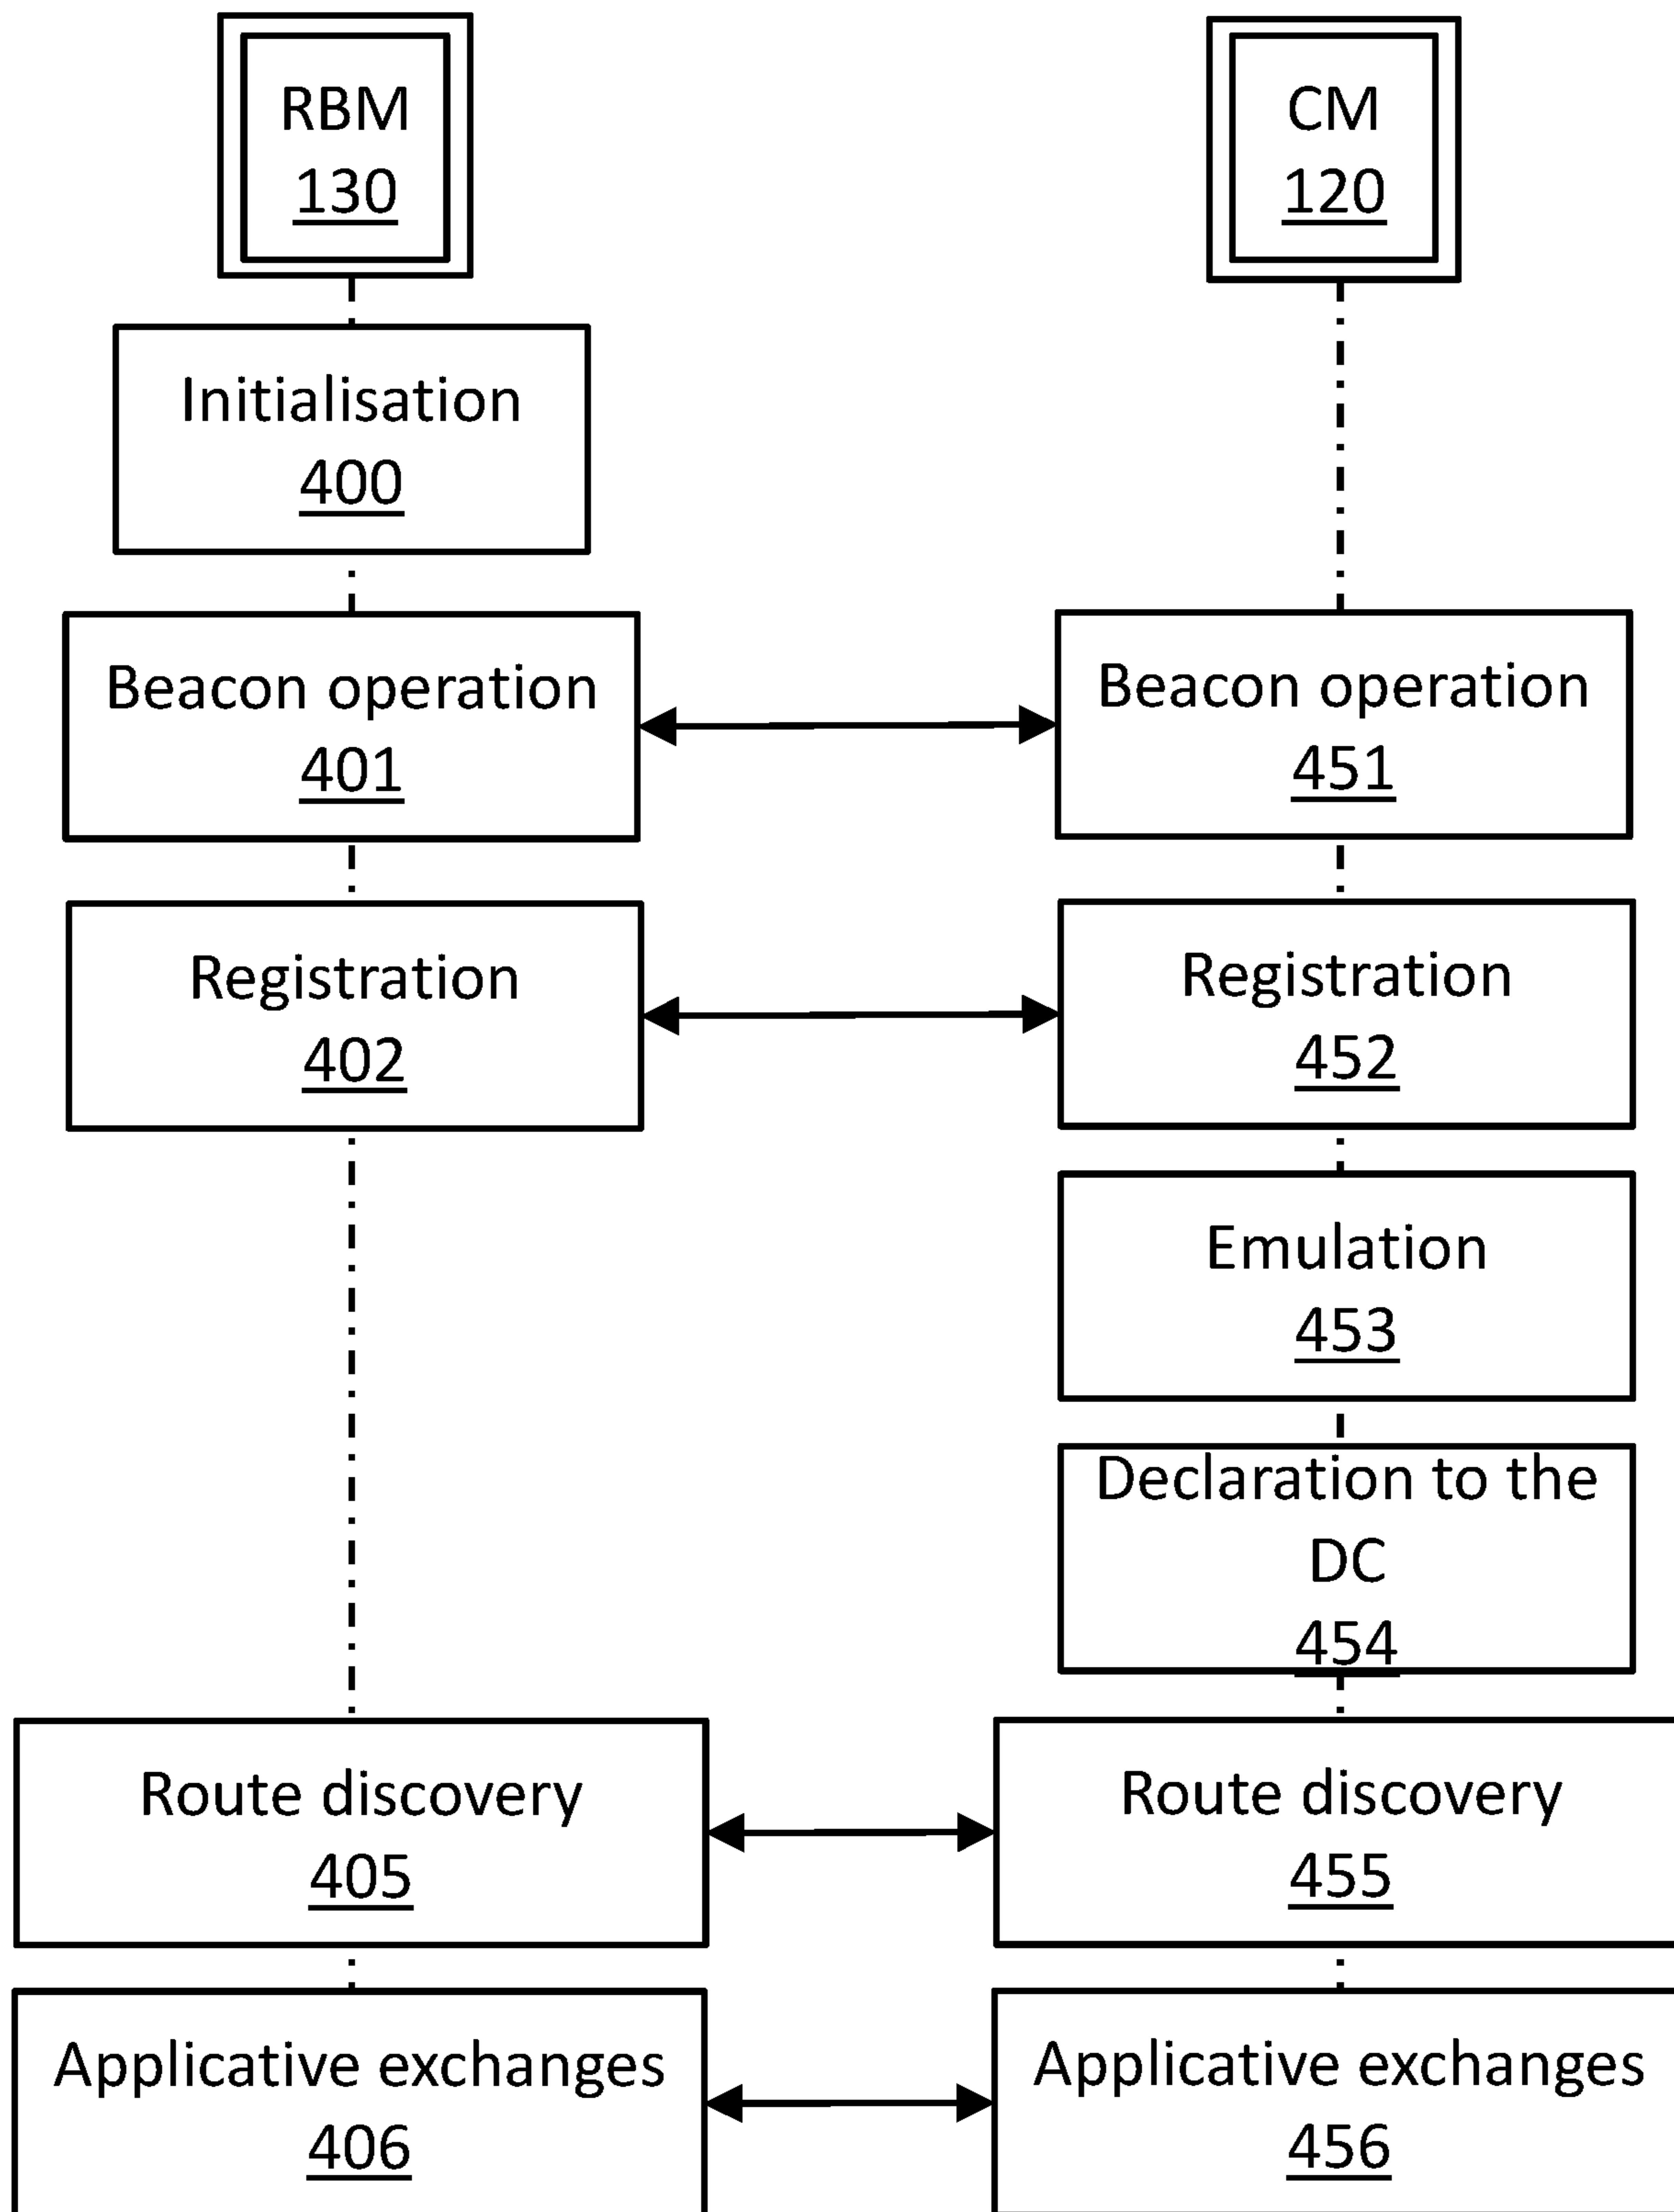 RBM
130
CM
120
Initialisation
400
Beacon operation
401
Beacon operation
451
Registration
402
Registration
452
Emulation
453
Declaration to the
DC
454
Route discovery
405
Route discovery
455
Applicative exchanges
406
Applicative exchanges
456